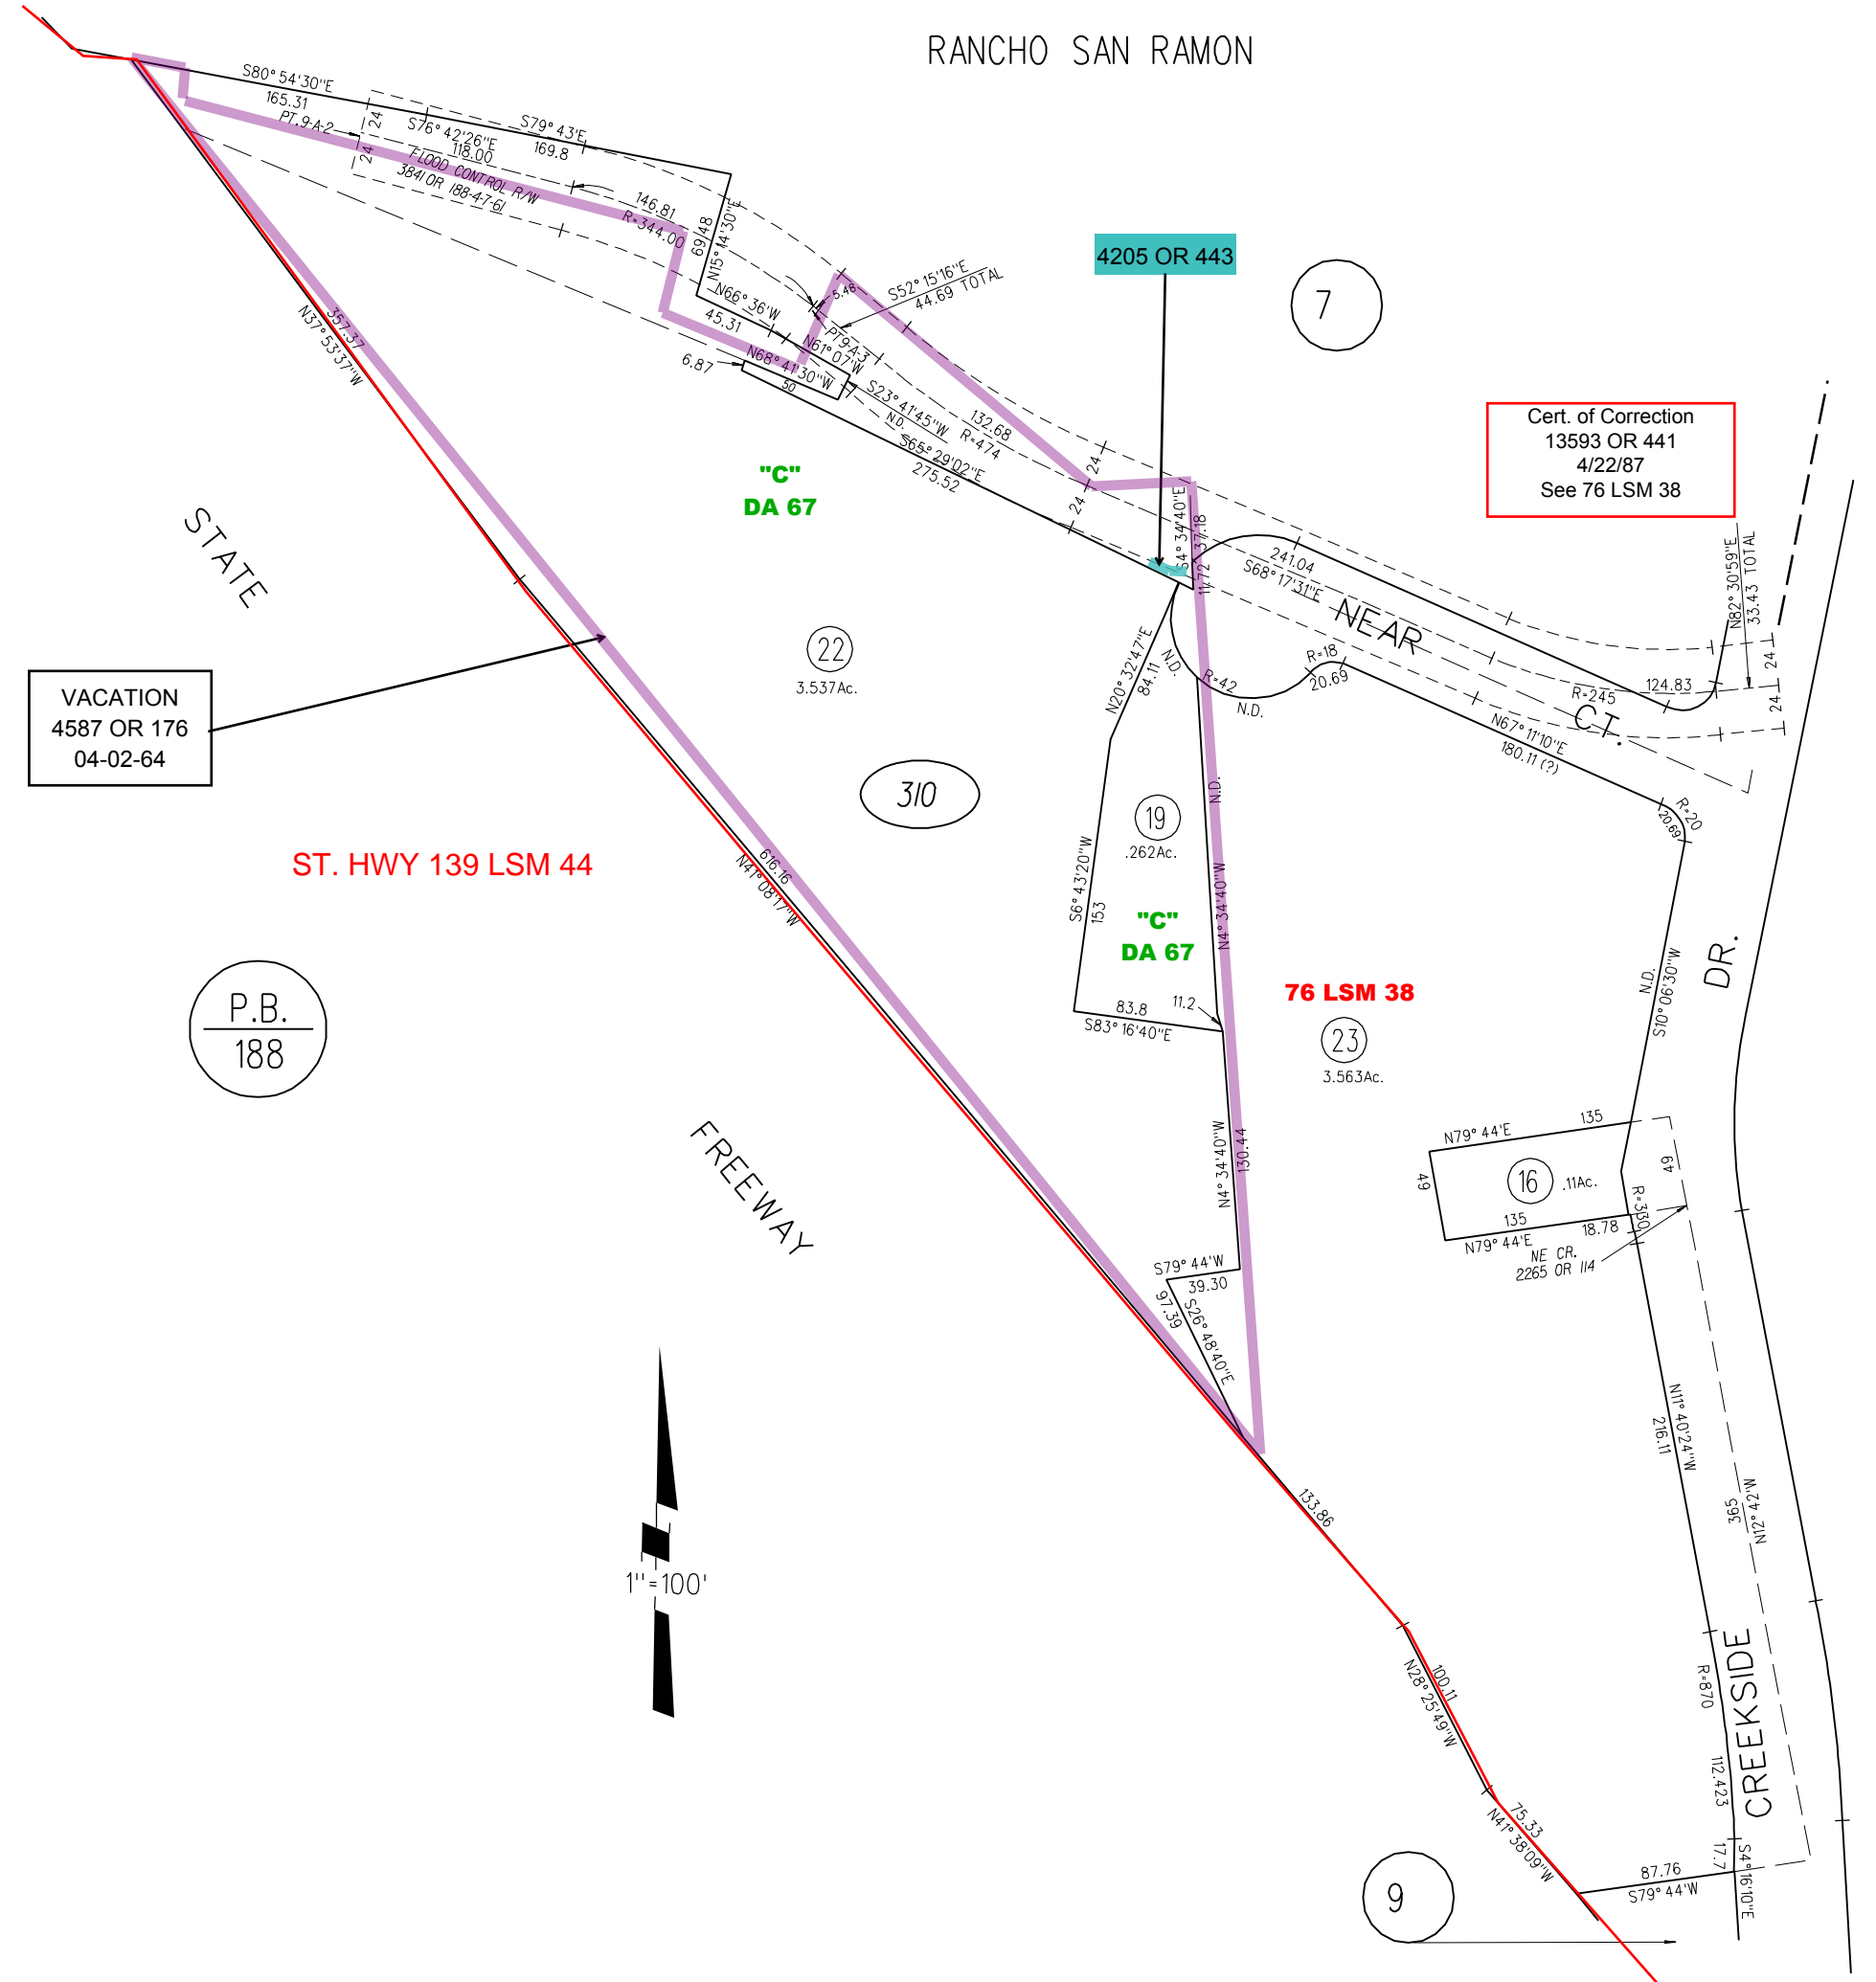 RANCHO SAN RAMON
S80° 54'30"E
165.31
PT.9-A-2
24
24
S76° 42'26"E
118.00
S79° 43'E
169.8
FLOOD CONTROL R/W
3841 OR 188-4-7-61
146.81
R=344.00
69.48
N15° 14'30"E
N66° 36'W
45.31
5.48
S52° 15'16"E
44.69 TOTAL
PT9-A-3
N61° 07'W
N68° 41'30"W
50
6.87
S23° 41'45"W
N.D.
132.68
R=474
S65° 29'02"E
275.52
4205 OR 443
7
Cert. of Correction
13593 OR 441
4/22/87
See 76 LSM 38
"C"
DA 67
357.37
N37° 53'37"W
STATE
24
24
S4° 34'40"E
37.18
11.72
241.04
S68° 17'31"E
NEAR
CT.
N82° 30'59"E
33.43 TOTAL
24
24
124.83
R=245
22
3.537Ac.
N20° 32'47"E
84.11
N.D.
R=42
N.D.
R=18
20.69
N67° 11'10"E
180.11 (?)
R=20
20.69
VACATION
4587 OR 176
04-02-64
310
N.D.
19
.262Ac.
ST. HWY 139 LSM 44
616.16
N41° 08'17"W
S6° 43'20"W
153
N4° 34'40"W
"C"
DA 67
P.B.
188
83.8
11.2
S83° 16'40"E
76 LSM 38
23
3.563Ac.
N.D.
S10° 06'30"W
DR.
FREEWAY
N4° 34'40"W
130.44
N79° 44'E
135
49
49
16
.11Ac.
135
18.78
N79° 44'E
R=330
NE CR.
2265 OR 114
S79° 44'W
39.30
97.39
S26° 48'40"E
1"=100'
133.86
N11° 40'24"W
216.11
N12° 42'W
365
N28° 25'49"W
100.11
R=870
112.423
CREEKSIDE
75.33
N41° 38'09"W
87.76
S79° 44'W
17.7
S4° 16'10"E
9